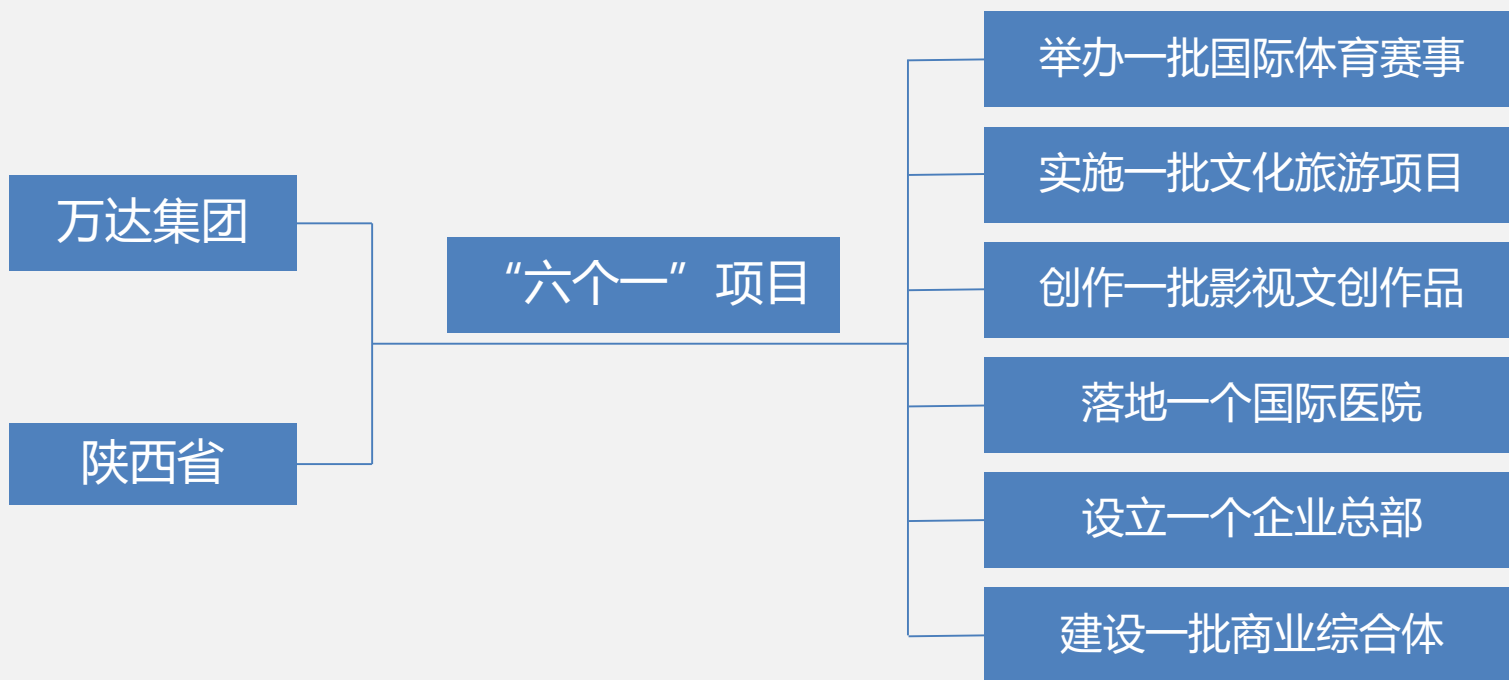 万达集团
陕西省
“六个一”项目
举办一批国际体育赛事
实施一批文化旅游项目
创作一批影视文创作品
落地一个国际医院
设立一个企业总部
建设一批商业综合体